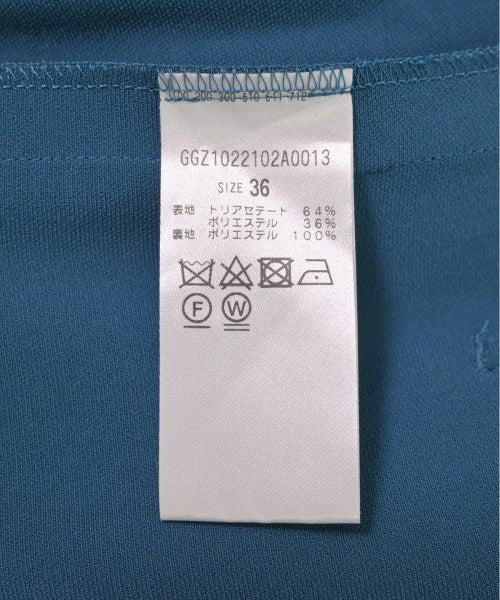 GGZ1022102A0013
SIZE 36
表地 トリアセテート 64%
ポリエステル 36%
裏地 ポリエステル 100%
F W